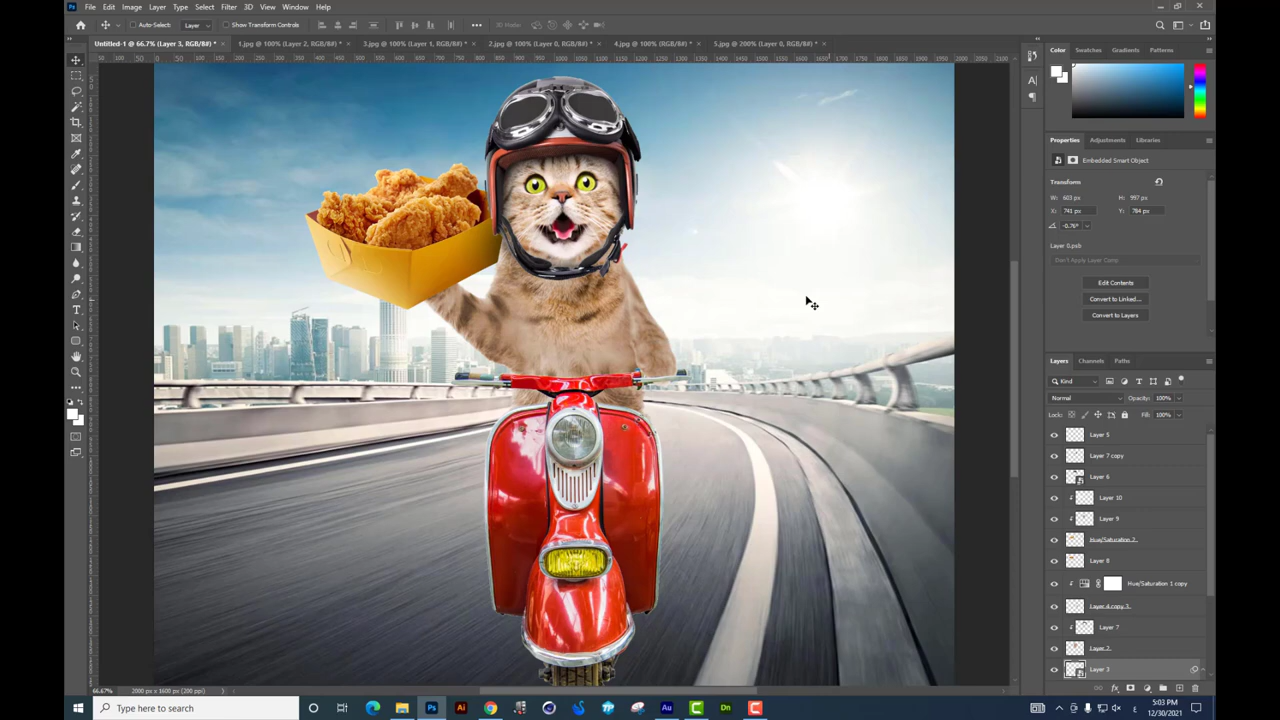 File Edit Image Layer Type Select Filter 3D View Window Help
Auto-Select: Layer Show Transform Controls 3D Mode:
Untitled-1 @ 66.7% (Layer 3, RGB/8#) * 1.jpg @ 100% (Layer 2, RGB/8#) * 3.jpg @ 100% (Layer 1, RGB/8#) * 2.jpg @ 100% (Layer 0, RGB/8#) * 4.jpg @ 100% (RGB/8#) * 5.jpg @ 200% (Layer 0, RGB/8#) *
Color Swatches Gradients Patterns
Properties Adjustments Libraries
Embedded Smart Object
Transform
W: 603 px H: 997 px
X: 741 px Y: 784 px
-0.76°
Layer 0.psb
Don't Apply Layer Comp
Edit Contents
Convert to Linked...
Convert to Layers
Layers Channels Paths
Kind
Normal Opacity: 100%
Lock: Fill: 100%
Layer 5
Layer 7 copy
Layer 6
Layer 10
Layer 9
Hue/Saturation 2
Layer 8
Hue/Saturation 1 copy
Layer 4 copy 3
Layer 7
Layer 2
Layer 3
66.67% 2000 px x 1600 px (200 ppi)
Type here to search
5:03 PM
12/30/2021